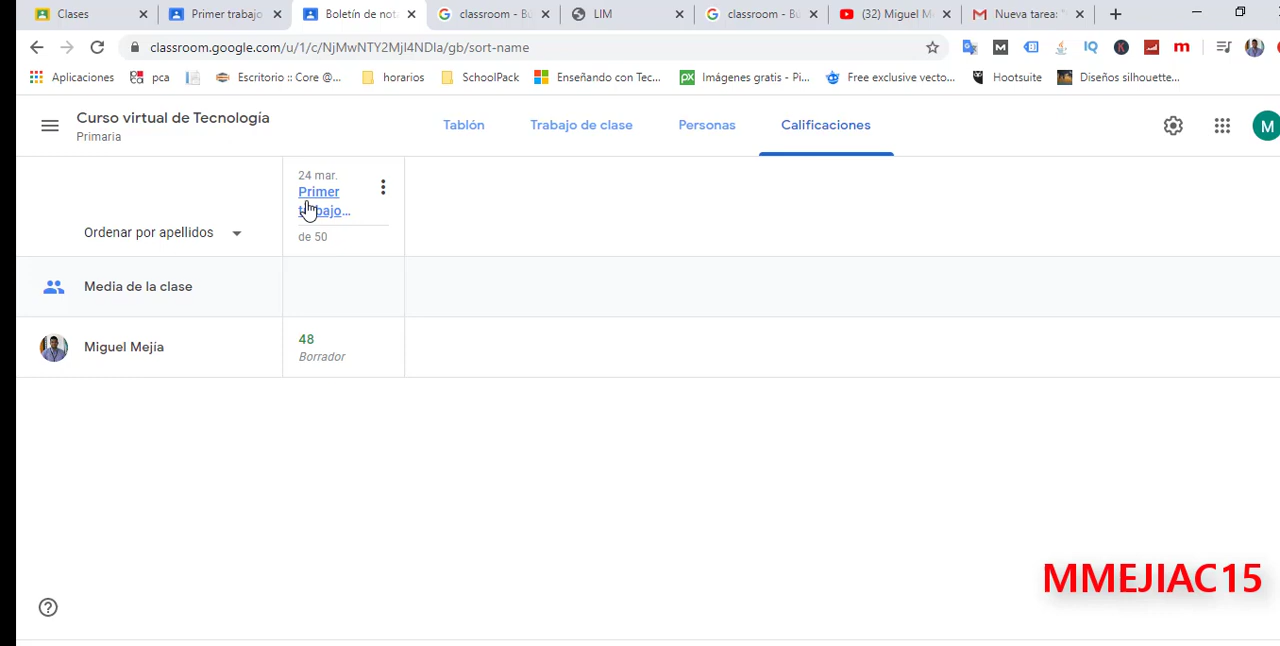 Clases
Primer trabajo
Boletín de not
classroom - Bú
LIM
classroom - Bú
(32) Miguel M
Nueva tarea: "
classroom.google.com/u/1/c/NjMwNTY2MjI4NDIa/gb/sort-name
Aplicaciones
pca
Escritorio :: Core @...
horarios
SchoolPack
Enseñando con Tec...
Imágenes gratis - Pi...
Free exclusive vecto...
Hootsuite
Diseños silhouette...
Curso virtual de Tecnología
Primaria
Tablón
Trabajo de clase
Personas
Calificaciones
M
24 mar.
Primer
trabajo...
de 50
Ordenar por apellidos
Media de la clase
Miguel Mejía
48
Borrador
MMEJIAC15